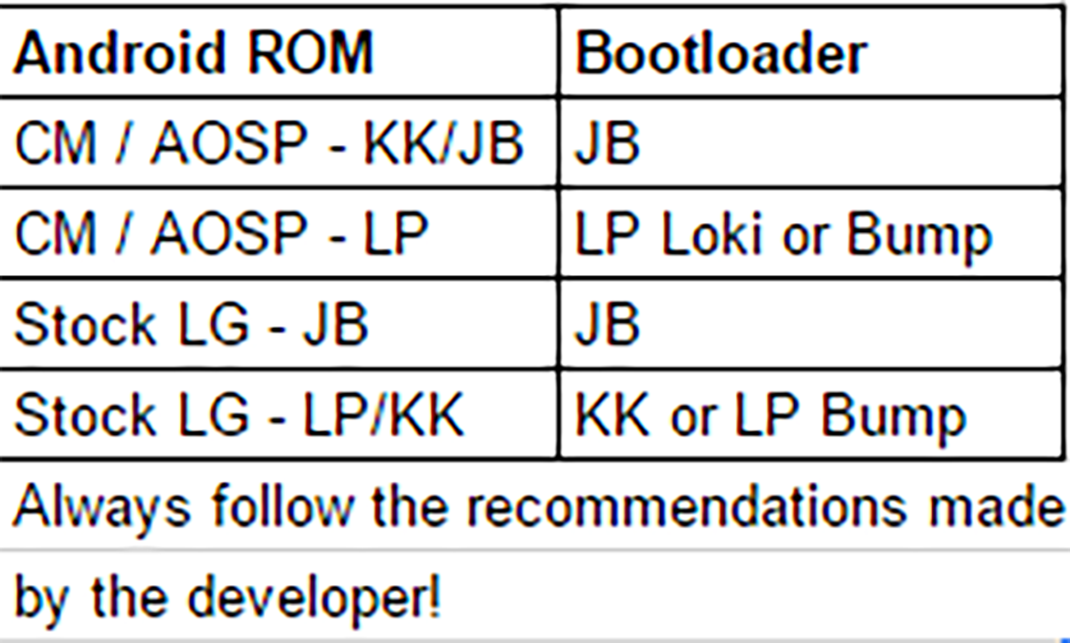 Android ROM Bootloader
CM / AOSP - KK/JB JB
CM / AOSP - LP LP Loki or Bump
Stock LG - JB JB
Stock LG - LP/KK KK or LP Bump
Always follow the recommendations made
by the developer!